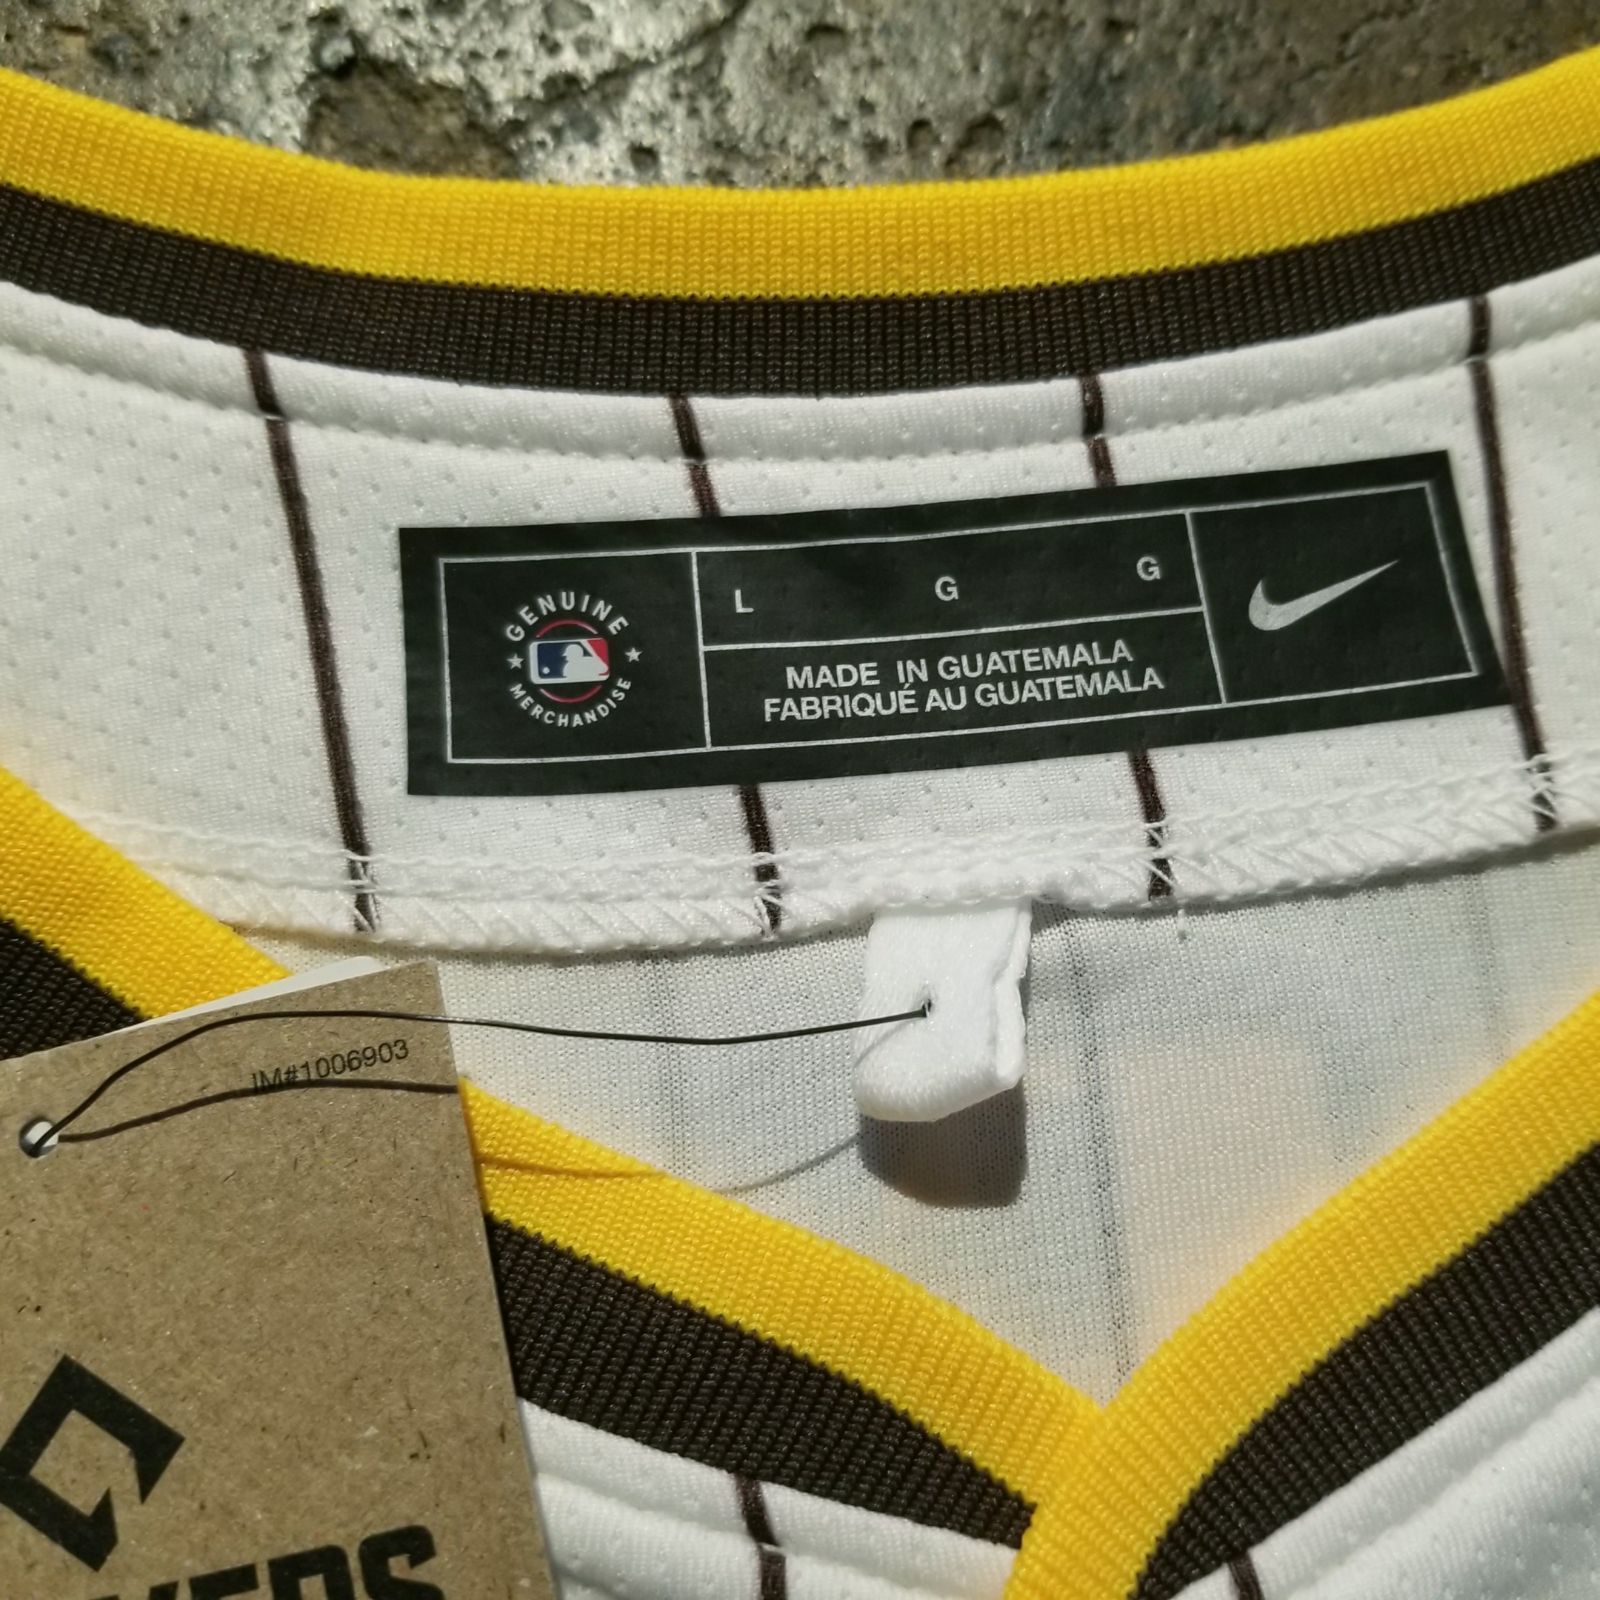 GENUINE
MERCHANDISE
L G G
MADE IN GUATEMALA
FABRIQUÉ AU GUATEMALA
IM#1006903